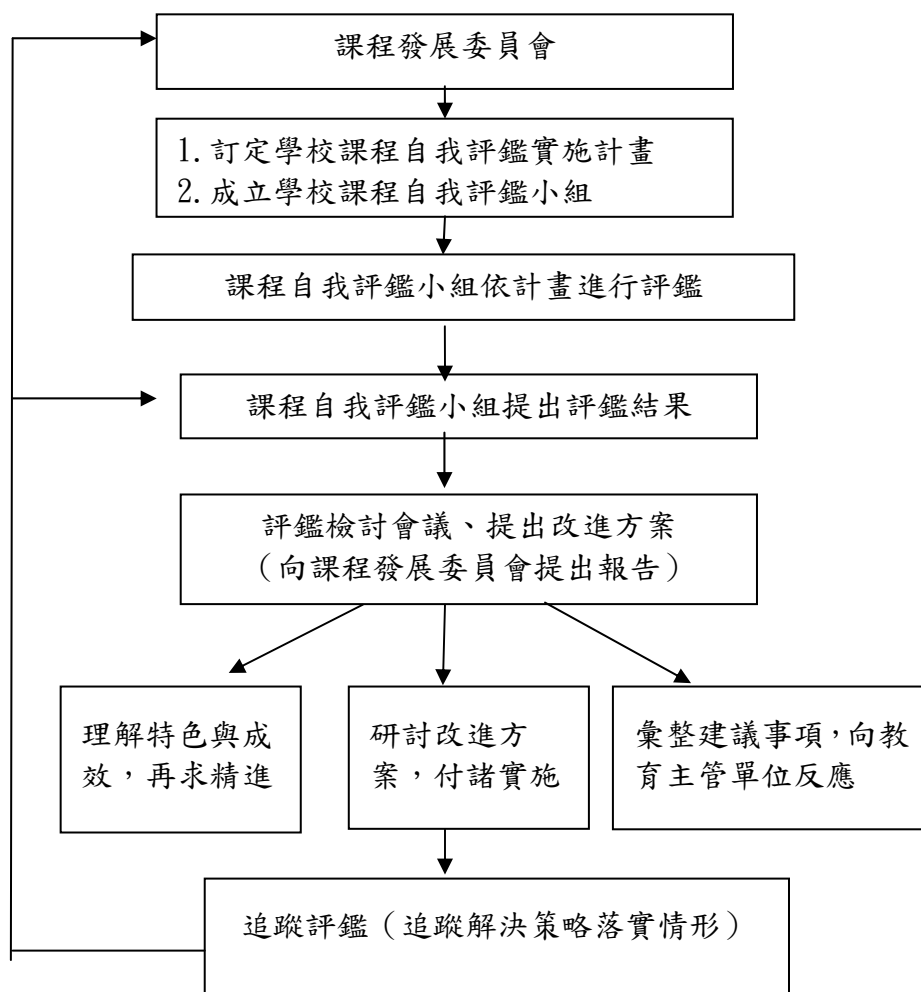 課程發展委員會
1.訂定學校課程自我評鑑實施計畫
2.成立學校課程自我評鑑小組
課程自我評鑑小組依計畫進行評鑑
課程自我評鑑小組提出評鑑結果
評鑑檢討會議、提出改進方案
（向課程發展委員會提出報告）
理解特色與成
效，再求精進
研討改進方
案，付諸實施
彙整建議事項，向教
育主管單位反應
追蹤評鑑（追蹤解決策略落實情形）